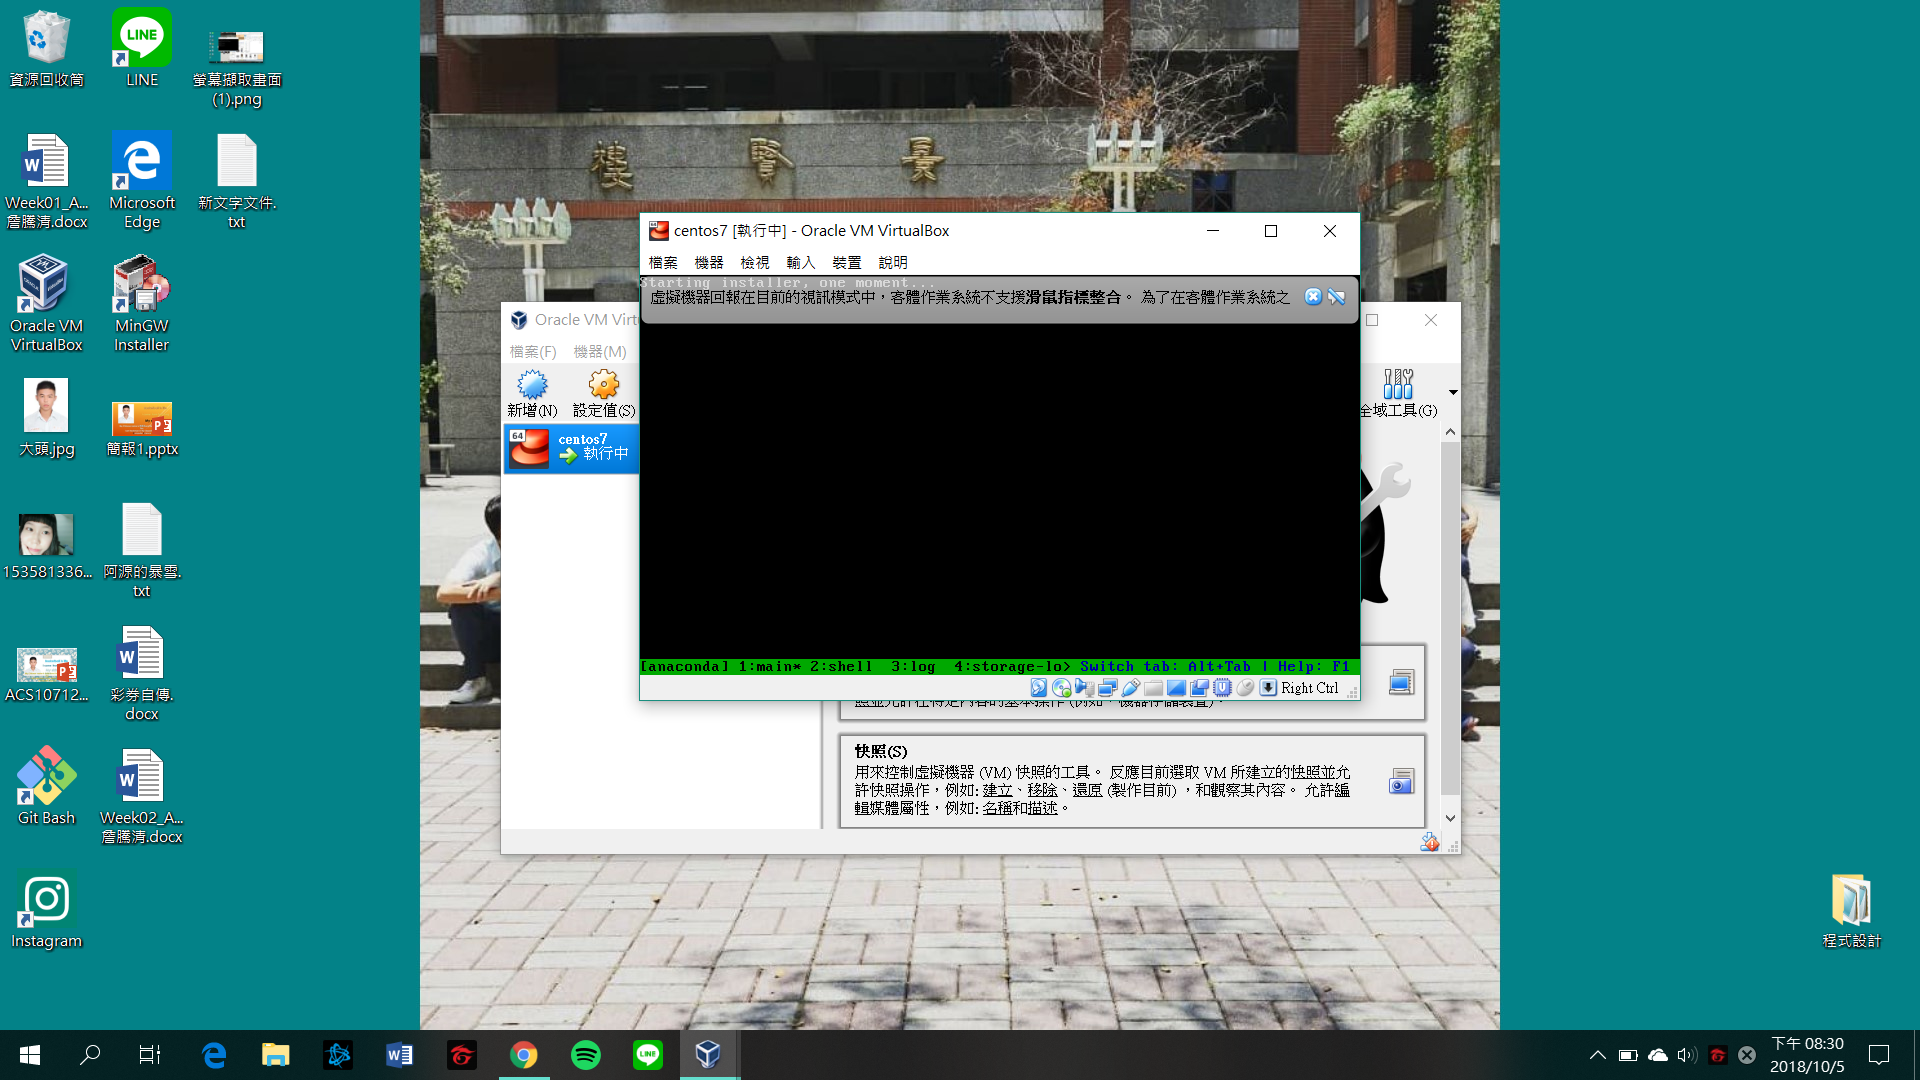 資源回收筒
LINE
螢幕擷取畫面
(1).png
Week01_A...
詹騰淯.docx
Microsoft
Edge
新文字文件.
txt
Oracle VM
VirtualBox
MinGW
Installer
大頭.jpg
簡報1.pptx
153581336...
阿源的暴雪.
txt
ACS10712...
彩券自傳.
docx
Git Bash
Week02_A...
詹騰淯.docx
Instagram
樓 賢 景
centos7 [執行中] - Oracle VM VirtualBox
檔案 機器 檢視 輸入 裝置 說明
Starting installer, one moment...
虛擬機器回報在目前的視訊模式中，客體作業系統不支援滑鼠指標整合。 為了在客體作業系統之
[anaconda] 1:main* 2:shell  3:log  4:storage-lo> Switch tab: Alt+Tab | Help: F1
Right Ctrl
Oracle VM Virtu
檔案(F) 機器(M)
新增(N) 設定值(S) 全域工具(G)
64
centos7
執行中
快照(S)
用來控制虛擬機器 (VM) 快照的工具。 反應目前選取 VM 所建立的快照並允
許快照操作，例如: 建立、移除、還原 (製作目前) ，和觀察其內容。 允許編
輯媒體屬性，例如: 名稱和描述。
程式設計
下午 08:30
2018/10/5